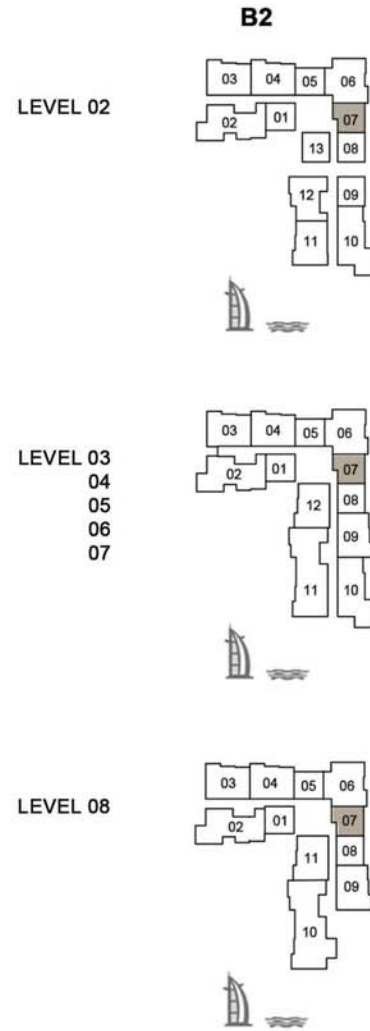 B2
LEVEL 02
03 04 05 06
02 01 07
13 08
12 09
11 10
LEVEL 03
04
05
06
07
03 04 05 06
02 01 07
12 08
09
11 10
LEVEL 08
03 04 05 06
02 01 07
11 08
09
10